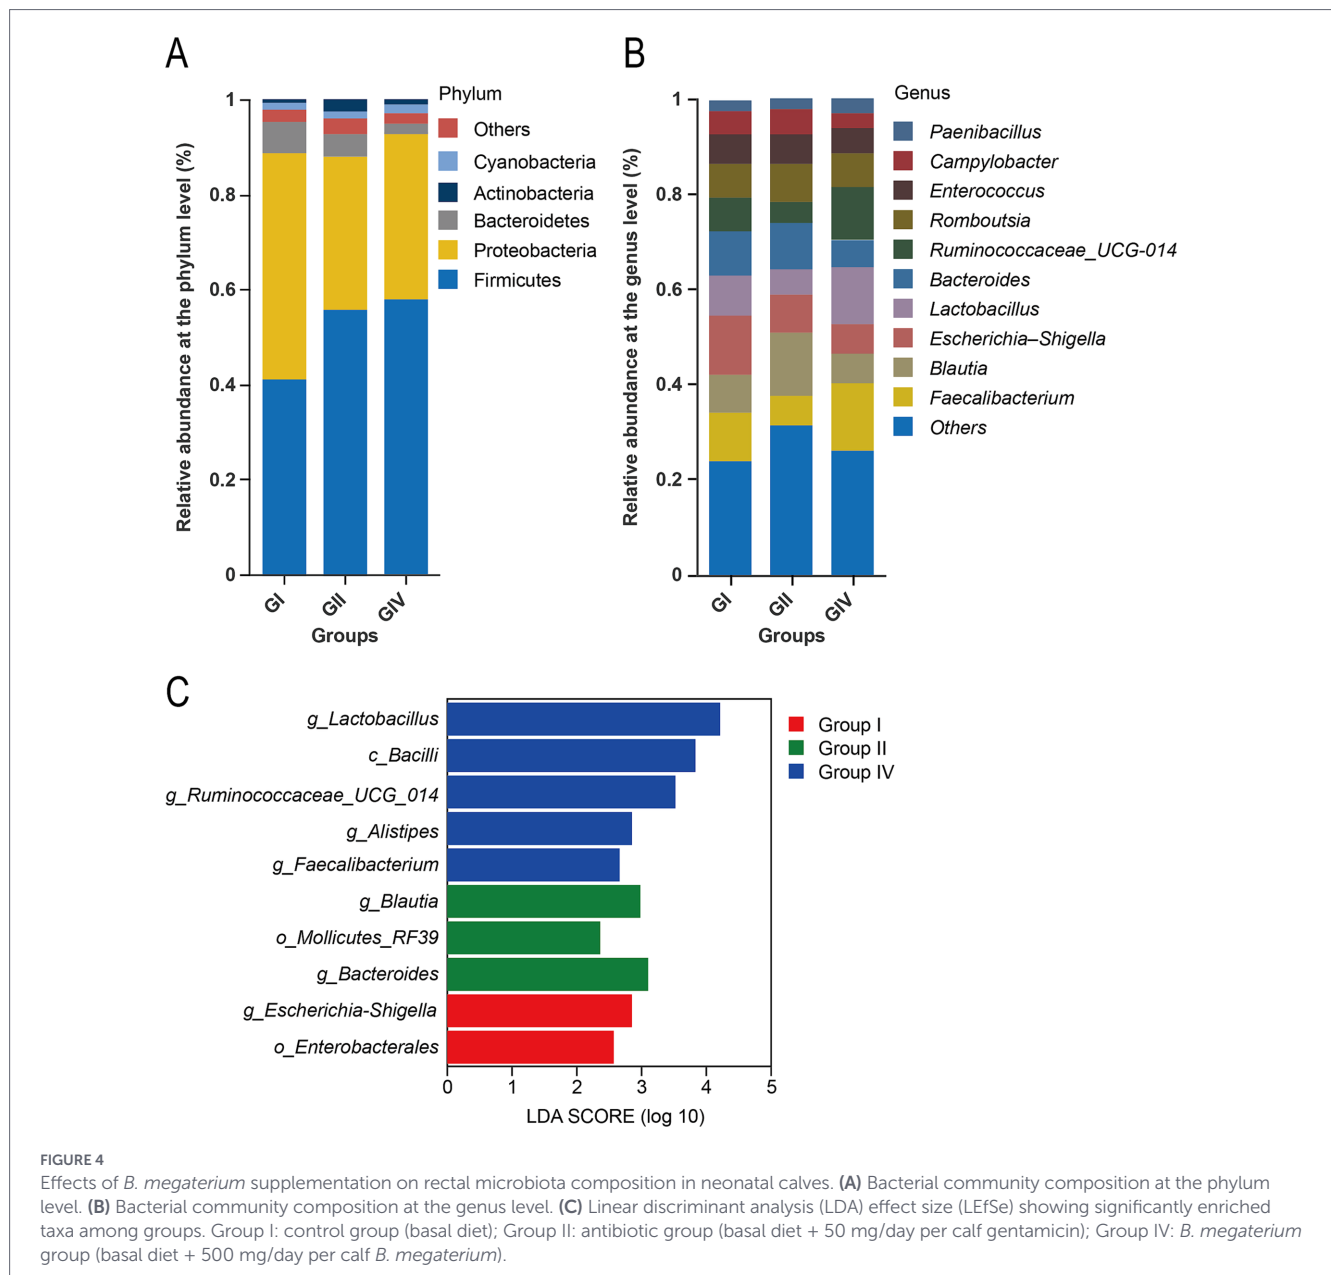 A
Relative abundance at the phylum level (%)
1
0.8
0.6
0.4
0.2
0
GI
GII
GIV
Groups
Phylum
Others
Cyanobacteria
Actinobacteria
Bacteroidetes
Proteobacteria
Firmicutes
B
Relative abundance at the genus level (%)
1
0.8
0.6
0.4
0.2
0
GI
GII
GIV
Groups
Genus
Paenibacillus
Campylobacter
Enterococcus
Romboutsia
Ruminococcaceae_UCG-014
Bacteroides
Lactobacillus
Escherichia–Shigella
Blautia
Faecalibacterium
Others
C
g_Lactobacillus
c_Bacilli
g_Ruminococcaceae_UCG_014
g_Alistipes
g_Faecalibacterium
g_Blautia
o_Mollicutes_RF39
g_Bacteroides
g_Escherichia-Shigella
o_Enterobacterales
0 1 2 3 4 5
LDA SCORE (log 10)
Group I
Group II
Group IV
FIGURE 4
Effects of B. megaterium supplementation on rectal microbiota composition in neonatal calves. (A) Bacterial community composition at the phylum
level. (B) Bacterial community composition at the genus level. (C) Linear discriminant analysis (LDA) effect size (LEfSe) showing significantly enriched
taxa among groups. Group I: control group (basal diet); Group II: antibiotic group (basal diet + 50 mg/day per calf gentamicin); Group IV: B. megaterium
group (basal diet + 500 mg/day per calf B. megaterium).